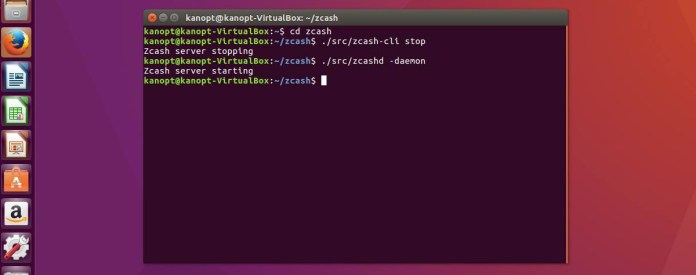 kanopt@kanopt-VirtualBox: ~/zcash
kanopt@kanopt-VirtualBox:~$ cd zcash
kanopt@kanopt-VirtualBox:~/zcash$ ./src/zcash-cli stop
Zcash server stopping
kanopt@kanopt-VirtualBox:~/zcash$ ./src/zcashd -daemon
Zcash server starting
kanopt@kanopt-VirtualBox:~/zcash$